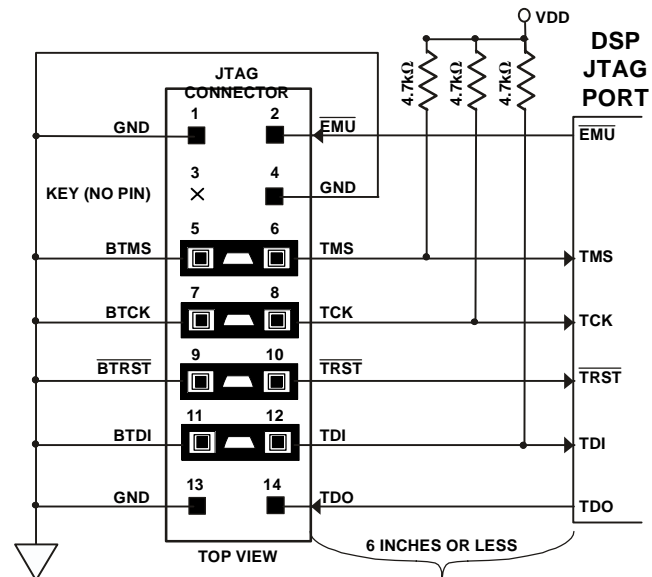 VDD
DSP
JTAG
PORT
JTAG
CONNECTOR
4.7kΩ
4.7kΩ
4.7kΩ
1 2
GND
EMU
EMU
3 4
KEY (NO PIN)
GND
5 6
BTMS
TMS
TMS
7 8
BTCK
TCK
TCK
9 10
BTRST
TRST
TRST
11 12
BTDI
TDI
TDI
13 14
GND
TDO
TDO
TOP VIEW
6 INCHES OR LESS